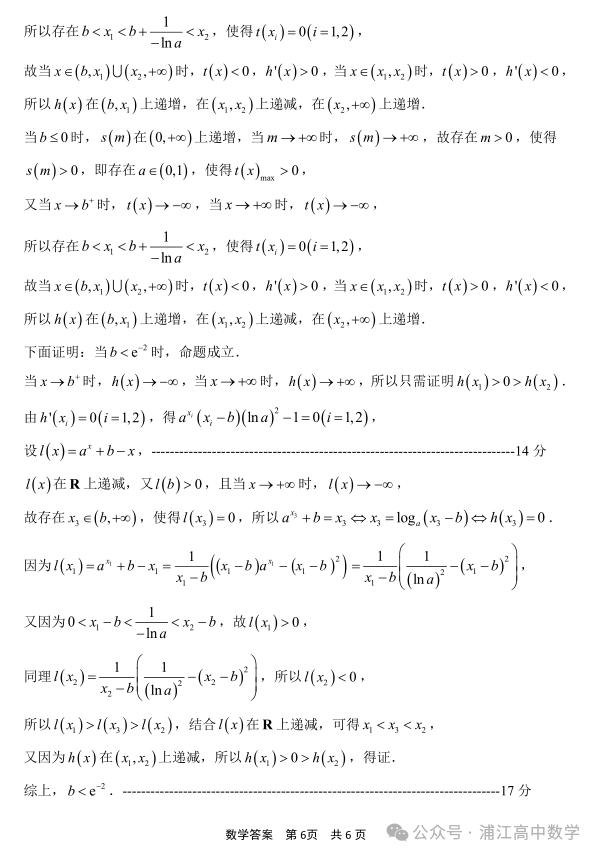 所以存在 b < x₁ < b + 1/(−ln a) < x₂，使得 t(xᵢ) = 0(i = 1,2)，
故当 x ∈ (b, x₁)∪(x₂, +∞) 时，t(x) < 0，h'(x) > 0，当 x ∈ (x₁, x₂) 时，t(x) > 0，h'(x) < 0，
所以 h(x) 在 (b, x₁) 上递增，在 (x₁, x₂) 上递减，在 (x₂, +∞) 上递增．
当 b ≤ 0 时，s(m) 在 (0, +∞) 上递增，当 m → +∞ 时，s(m) → +∞，故存在 m > 0，使得
s(m) > 0，即存在 a ∈ (0,1)，使得 t(x)max > 0，
又当 x → b⁺ 时，t(x) → −∞，当 x → +∞ 时，t(x) → −∞，
所以存在 b < x₁ < b + 1/(−ln a) < x₂，使得 t(xᵢ) = 0(i = 1,2)，
故当 x ∈ (b, x₁)∪(x₂, +∞) 时，t(x) < 0，h'(x) > 0，当 x ∈ (x₁, x₂) 时，t(x) > 0，h'(x) < 0，
所以 h(x) 在 (b, x₁) 上递增，在 (x₁, x₂) 上递减，在 (x₂, +∞) 上递增．
下面证明：当 b < e⁻² 时，命题成立．
当 x → b⁺ 时，h(x) → −∞，当 x → +∞ 时，h(x) → +∞，所以只需证明 h(x₁) > 0 > h(x₂)．
由 h'(xᵢ) = 0(i = 1,2)，得 a^(xᵢ)(xᵢ − b)(ln a)² − 1 = 0(i = 1,2)，
设 l(x) = aˣ + b − x，--------------------------------------------------------------------------------14 分
l(x) 在 R 上递减，又 l(b) > 0，且当 x → +∞ 时，l(x) → −∞，
故存在 x₃ ∈ (b, +∞)，使得 l(x₃) = 0，所以 a^(x₃) + b = x₃ ⇔ x₃ = logₐ(x₃ − b) ⇔ h(x₃) = 0．
因为 l(x₁) = a^(x₁) + b − x₁ = 1/(x₁ − b) ((x₁ − b)a^(x₁) − (x₁ − b)²) = 1/(x₁ − b) (1/(ln a)² − (x₁ − b)²)，
又因为 0 < x₁ − b < 1/(−ln a) < x₂ − b，故 l(x₁) > 0，
同理 l(x₂) = 1/(x₂ − b) (1/(ln a)² − (x₂ − b)²)，所以 l(x₂) < 0，
所以 l(x₁) > l(x₃) > l(x₂)，结合 l(x) 在 R 上递减，可得 x₁ < x₃ < x₂，
又因为 h(x) 在 (x₁, x₂) 上递减，所以 h(x₁) > 0 > h(x₂)，得证．
综上，b < e⁻²．--------------------------------------------------------------------------------17 分
数学答案 第 6页 共 6 页
公众号·浦江高中数学